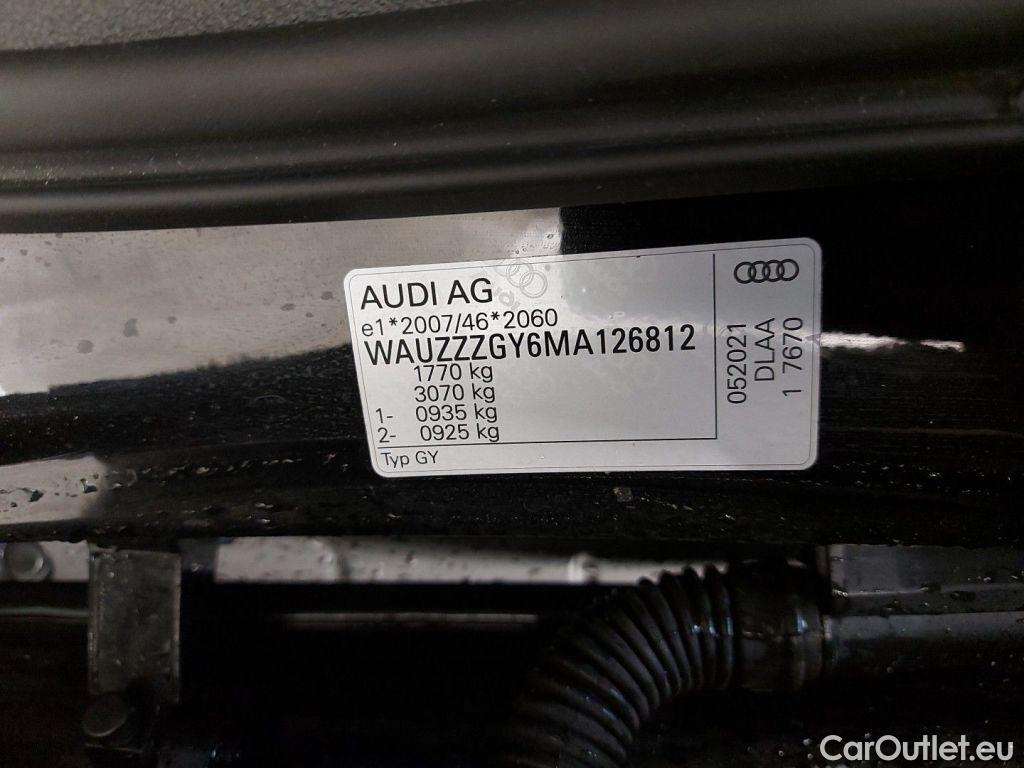 AUDI AG
e1*2007/46*2060
WAUZZZGY6MA126812
1770 kg
3070 kg
1- 0935 kg
2- 0925 kg
Typ GY
052021
DLAA
1 7670
CarOutlet.eu